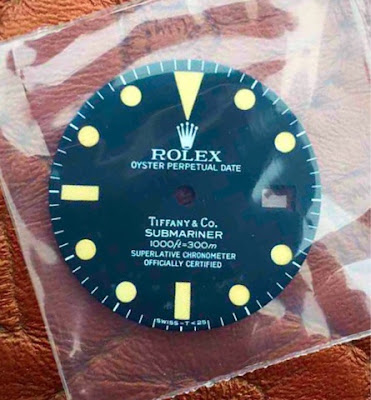 ROLEX
OYSTER PERPETUAL DATE
TIFFANY & CO.
SUBMARINER
1000ft=300m
SUPERLATIVE CHRONOMETER
OFFICIALLY CERTIFIED
SWISS-T<25